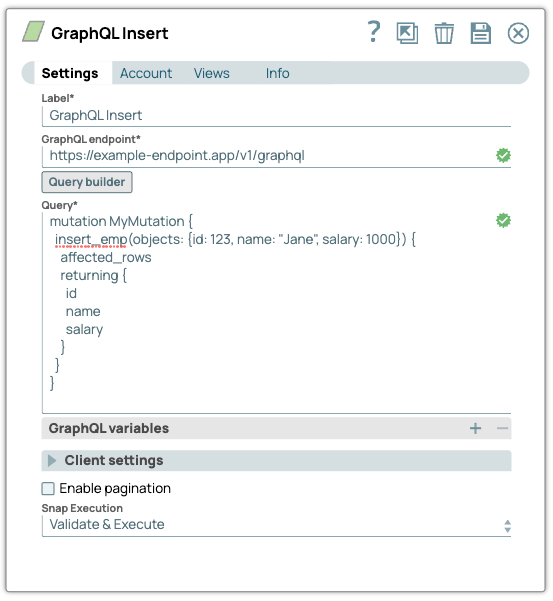 GraphQL Insert
?
Settings Account Views Info
Label*
GraphQL Insert
GraphQL endpoint*
https://example-endpoint.app/v1/graphql
Query builder
Query*
mutation MyMutation {
insert_emp(objects: {id: 123, name: "Jane", salary: 1000}) {
affected_rows
returning {
id
name
salary
}
}
}
GraphQL variables
Client settings
Enable pagination
Snap Execution
Validate & Execute